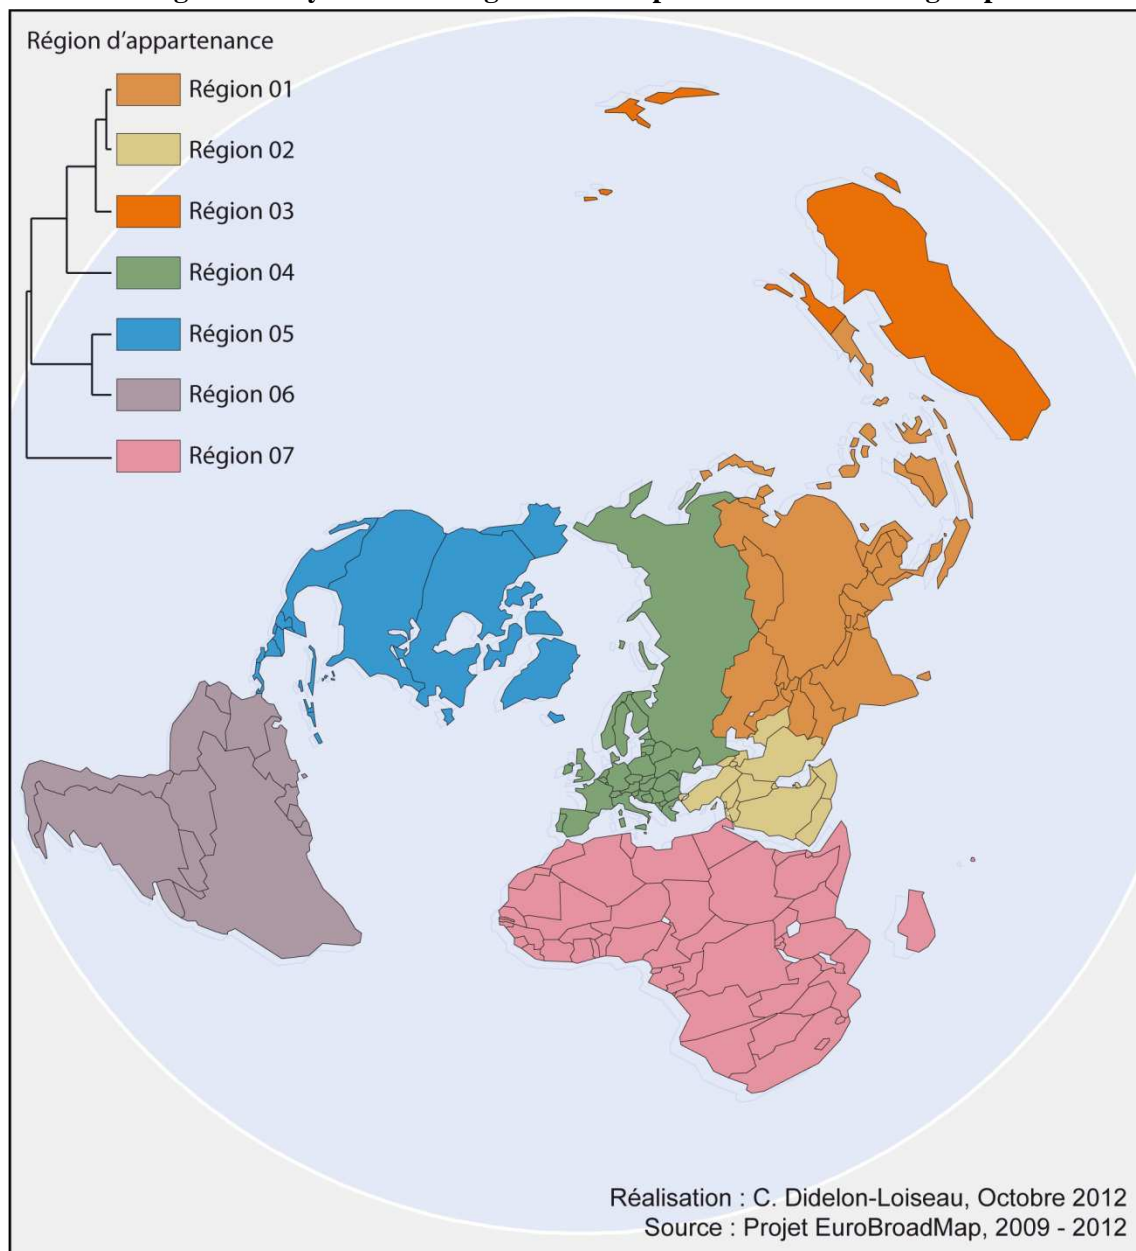 Région d'appartenance
Région 01
Région 02
Région 03
Région 04
Région 05
Région 06
Région 07
Réalisation : C. Didelon-Loiseau, Octobre 2012
Source : Projet EuroBroadMap, 2009 - 2012